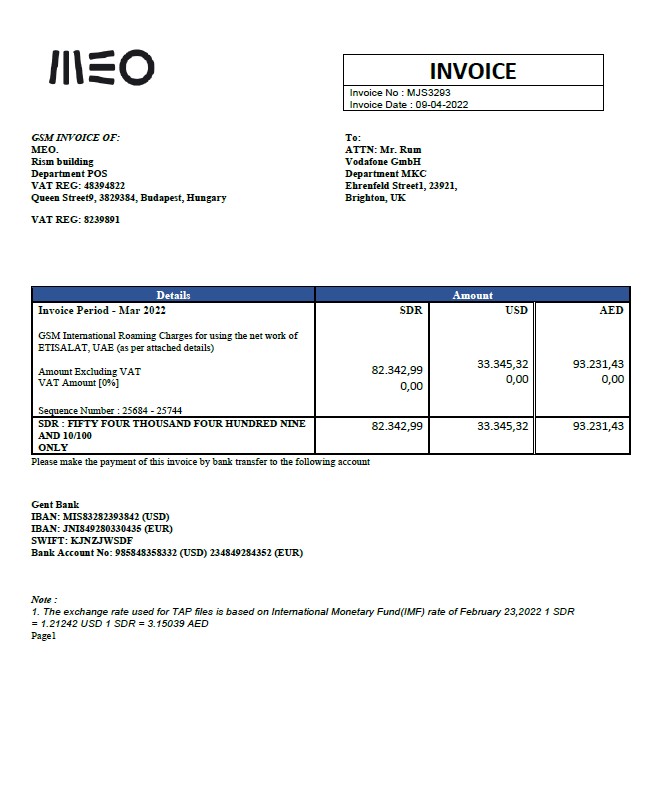 MEO
INVOICE
Invoice No : MJS3293
Invoice Date : 09-04-2022
GSM INVOICE OF:
MEO.
Rism building
Department POS
VAT REG: 48394822
Queen Street9, 3829384, Budapest, Hungary
VAT REG: 8239891
To:
ATTN: Mr. Rum
Vodafone GmbH
Department MKC
Ehrenfeld Street1, 23921,
Brighton, UK
Details Amount
Invoice Period - Mar 2022 SDR USD AED
GSM International Roaming Charges for using the net work of
ETISALAT, UAE (as per attached details)
Amount Excluding VAT 82.342,99 33.345,32 93.231,43
VAT Amount [0%] 0,00 0,00 0,00
Sequence Number : 25684 - 25744
SDR : FIFTY FOUR THOUSAND FOUR HUNDRED NINE 82.342,99 33.345,32 93.231,43
AND 10/100
ONLY
Please make the payment of this invoice by bank transfer to the following account
Gent Bank
IBAN: MIS83282393842 (USD)
IBAN: JNI849280330435 (EUR)
SWIFT: KJNZJWSDF
Bank Account No: 985848358332 (USD) 234849284352 (EUR)
Note :
1. The exchange rate used for TAP files is based on International Monetary Fund(IMF) rate of February 23,2022 1 SDR
= 1.21242 USD 1 SDR = 3.15039 AED
Page1